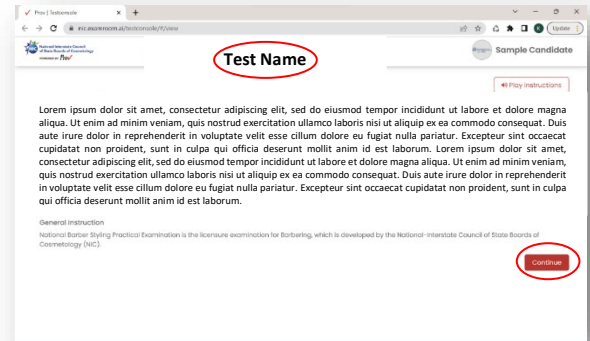 Prov | Testconsole
nic.examroom.ai/testconsole/#/view
Update
National Interstate Council
of State Boards of Cosmetology
POWERED BY Prov
Test Name
Sample Candidate
Play Instructions
Lorem ipsum dolor sit amet, consectetur adipiscing elit, sed do eiusmod tempor incididunt ut labore et dolore magna
aliqua. Ut enim ad minim veniam, quis nostrud exercitation ullamco laboris nisi ut aliquip ex ea commodo consequat. Duis
aute irure dolor in reprehenderit in voluptate velit esse cillum dolore eu fugiat nulla pariatur. Excepteur sint occaecat
cupidatat non proident, sunt in culpa qui officia deserunt mollit anim id est laborum. Lorem ipsum dolor sit amet,
consectetur adipiscing elit, sed do eiusmod tempor incididunt ut labore et dolore magna aliqua. Ut enim ad minim veniam,
quis nostrud exercitation ullamco laboris nisi ut aliquip ex ea commodo consequat. Duis aute irure dolor in reprehenderit
in voluptate velit esse cillum dolore eu fugiat nulla pariatur. Excepteur sint occaecat cupidatat non proident, sunt in culpa
qui officia deserunt mollit anim id est laborum.
General Instruction
National Barber Styling Practical Examination is the licensure examination for Barbering, which is developed by the National-Interstate Council of State Boards of
Cosmetology (NIC).
Continue